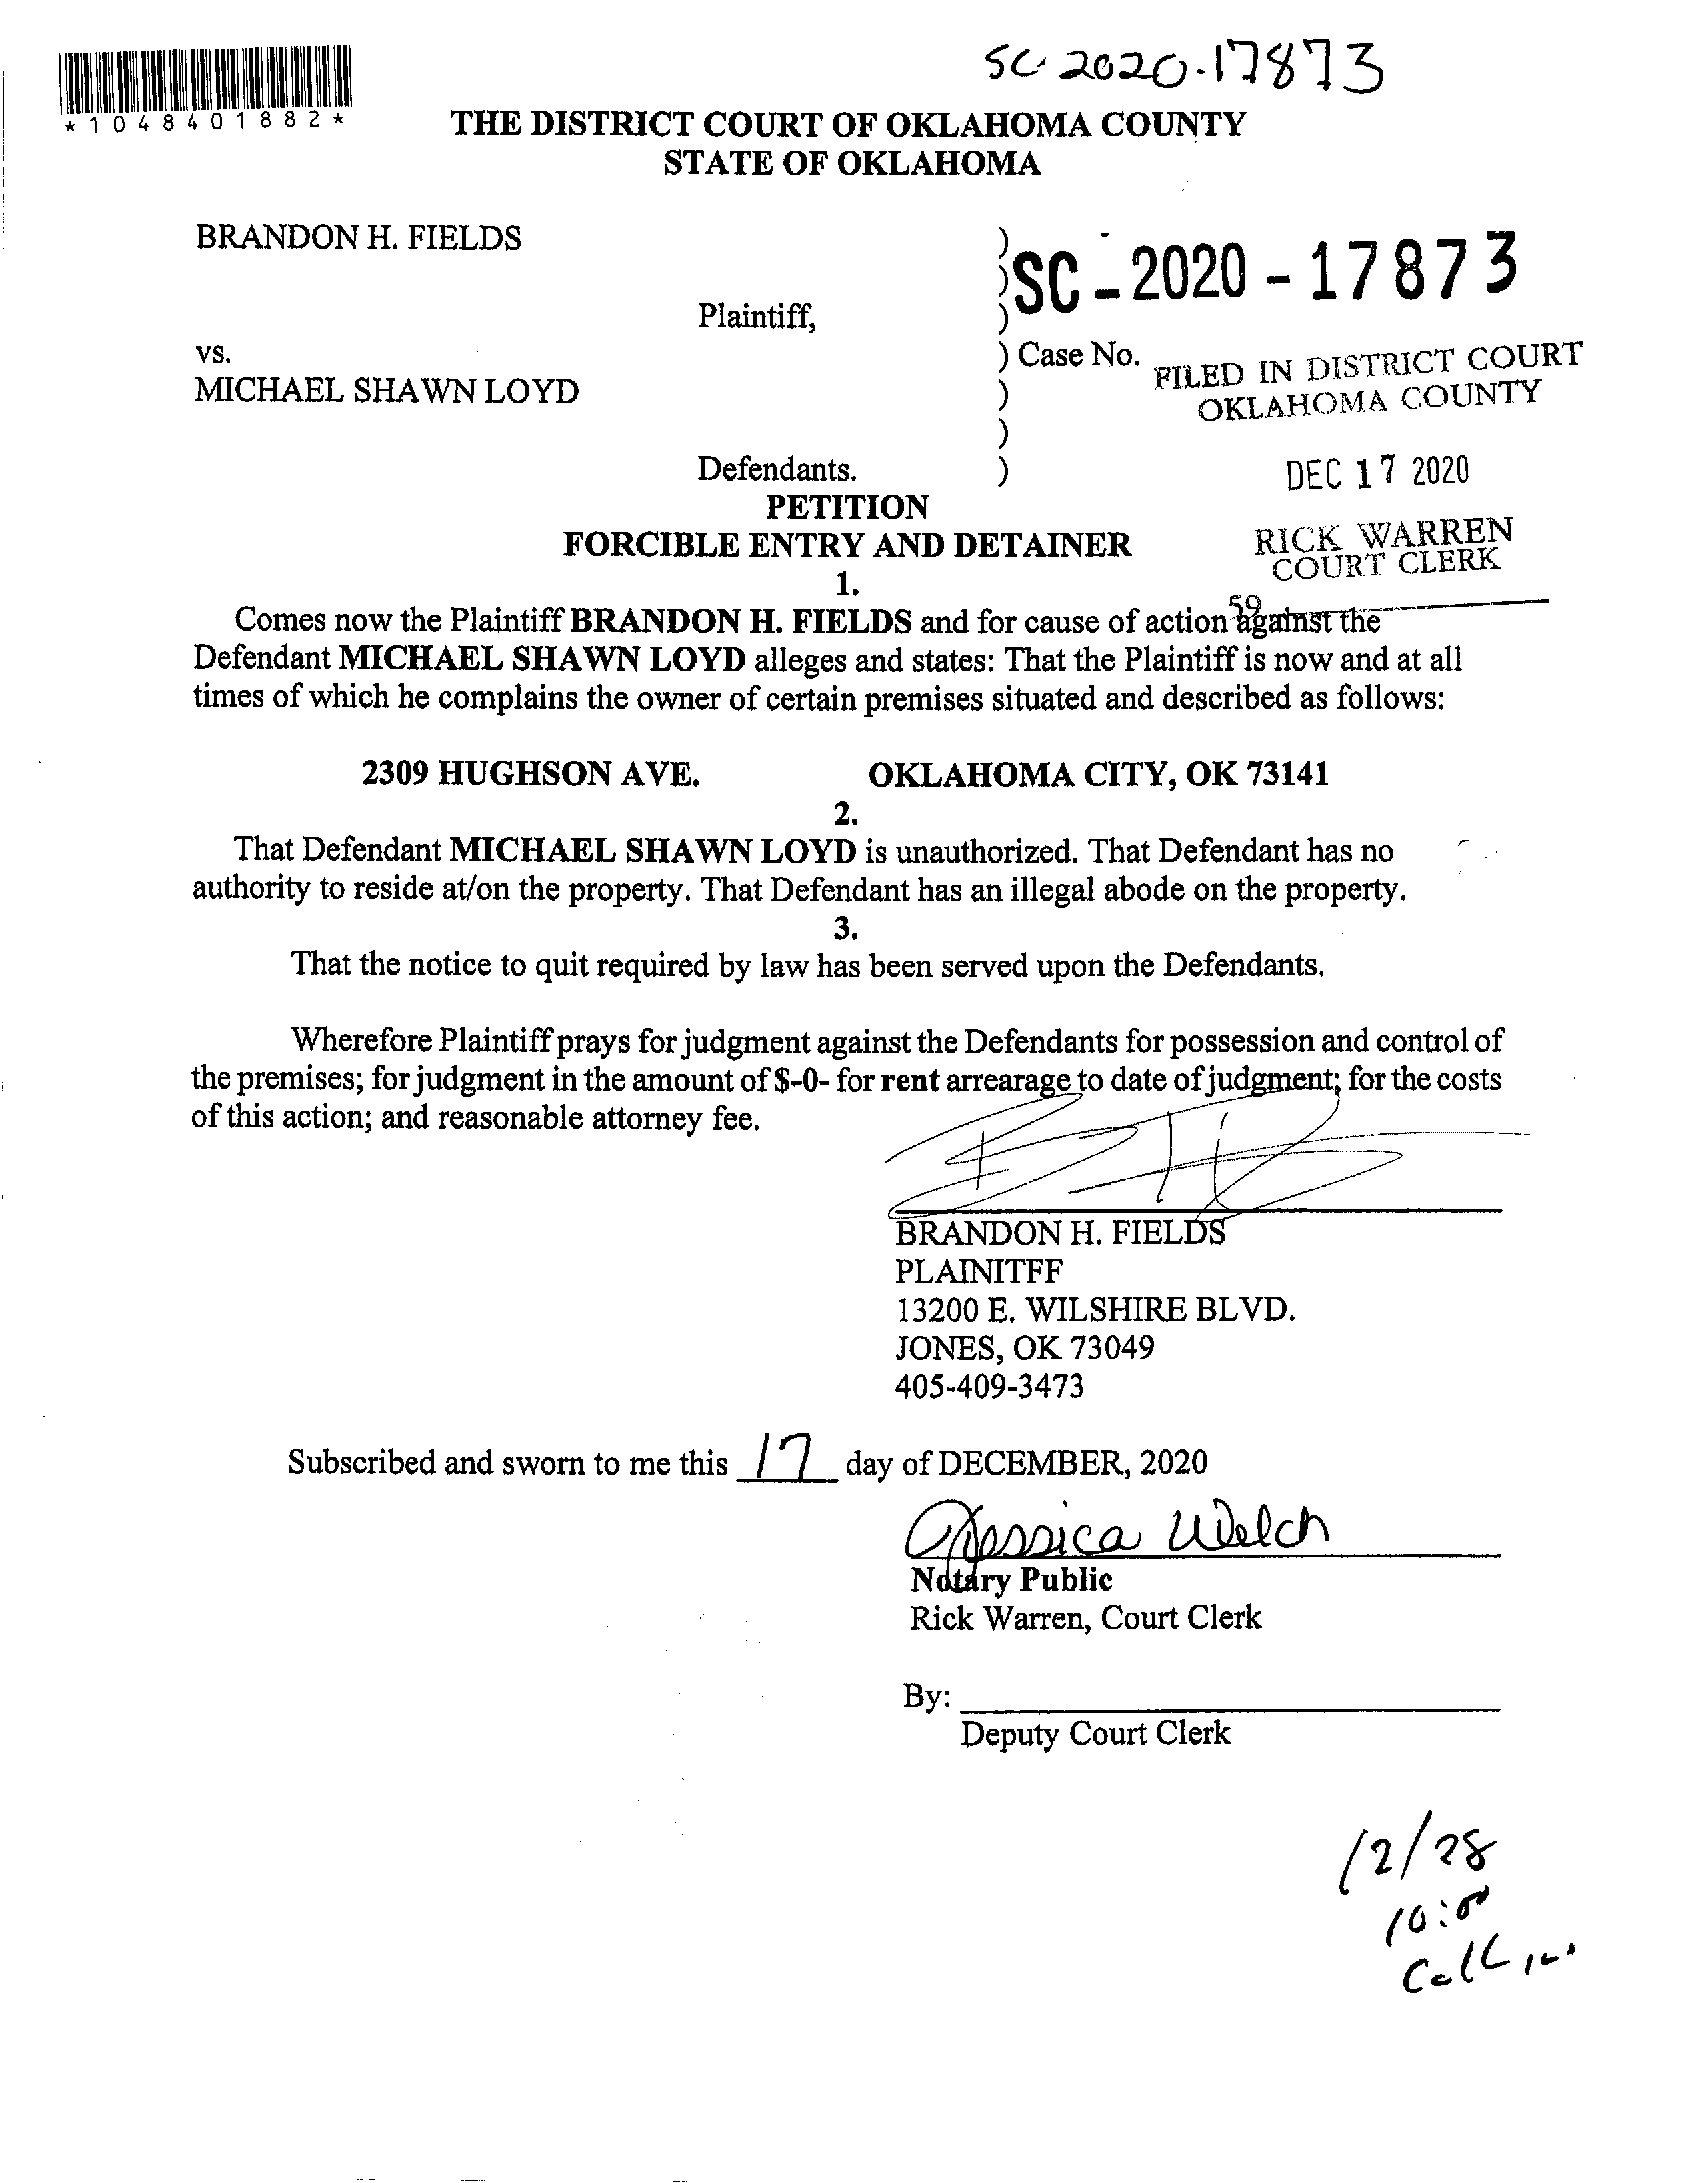 SC 2020-17873
*1048401882*
THE DISTRICT COURT OF OKLAHOMA COUNTY
STATE OF OKLAHOMA
BRANDON H. FIELDS )
)SC - 2020 - 17873
Plaintiff, )
vs. ) Case No. FILED IN DISTRICT COURT
MICHAEL SHAWN LOYD ) OKLAHOMA COUNTY
)
Defendants. ) DEC 17 2020
PETITION
FORCIBLE ENTRY AND DETAINER
RICK WARREN
COURT CLERK
1.
59
Comes now the Plaintiff BRANDON H. FIELDS and for cause of action against the
Defendant MICHAEL SHAWN LOYD alleges and states: That the Plaintiff is now and at all
times of which he complains the owner of certain premises situated and described as follows:
2309 HUGHSON AVE. OKLAHOMA CITY, OK 73141
2.
That Defendant MICHAEL SHAWN LOYD is unauthorized. That Defendant has no
authority to reside at/on the property. That Defendant has an illegal abode on the property.
3.
That the notice to quit required by law has been served upon the Defendants.
Wherefore Plaintiff prays for judgment against the Defendants for possession and control of
the premises; for judgment in the amount of $-0- for rent arrearage to date of judgment; for the costs
of this action; and reasonable attorney fee.
BRANDON H. FIELDS
PLAINITFF
13200 E. WILSHIRE BLVD.
JONES, OK 73049
405-409-3473
Subscribed and sworn to me this 17 day of DECEMBER, 2020
Jessica Welch
Notary Public
Rick Warren, Court Clerk
By:
Deputy Court Clerk
12/28
10:00